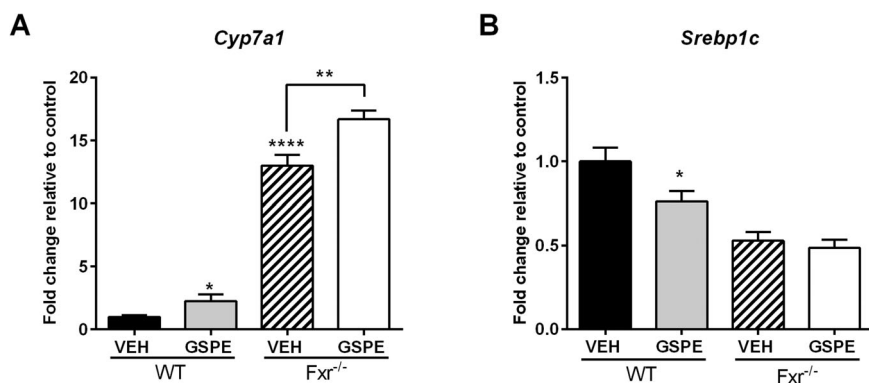 A
Cyp7a1
Fold change relative to control
20
15
10
5
0
*
****
**
VEH GSPE VEH GSPE
WT Fxr-/-
B
Srebp1c
Fold change relative to control
1.5
1.0
0.5
0.0
*
VEH GSPE VEH GSPE
WT Fxr-/-